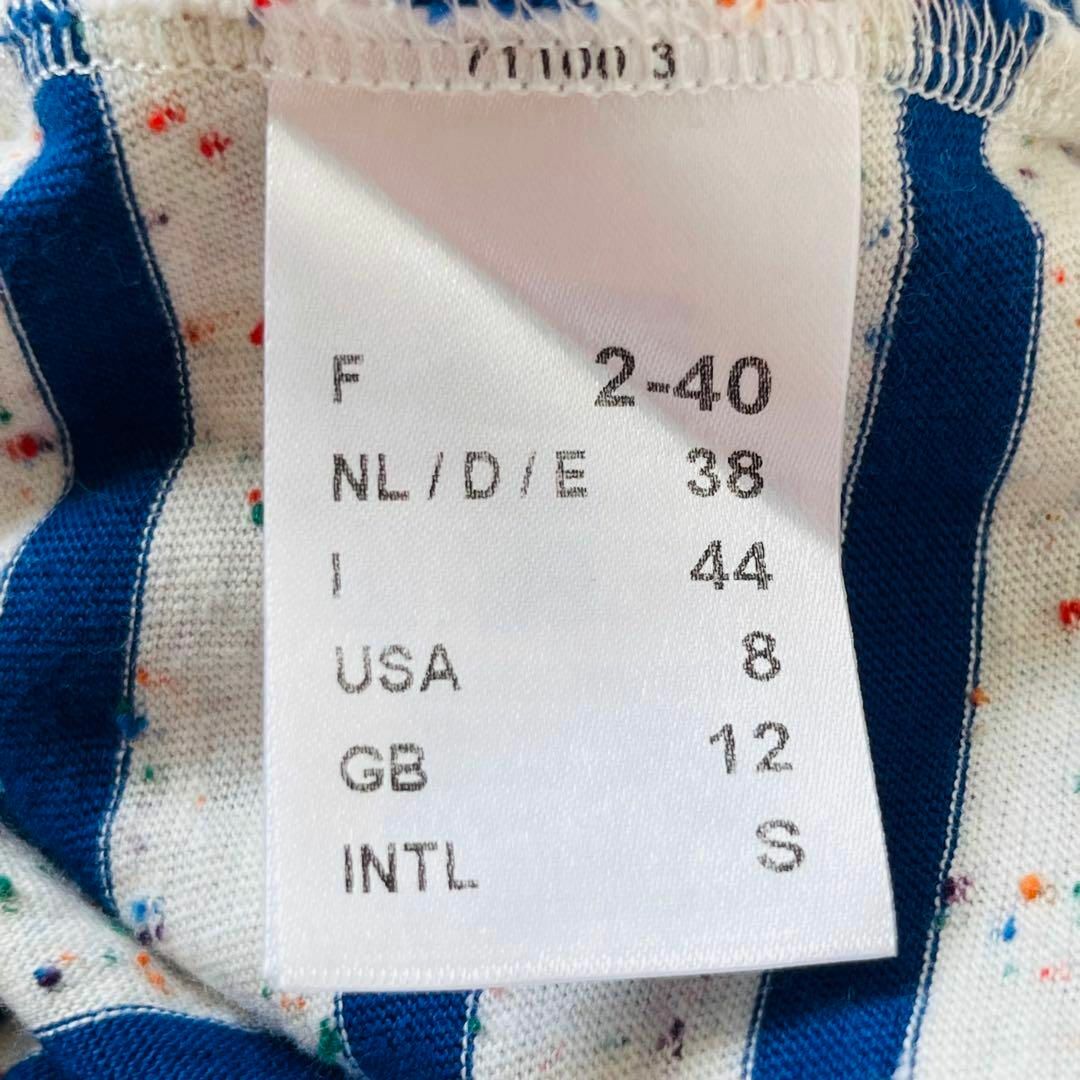 71100 3
F 2-40
NL / D / E 38
I 44
USA 8
GB 12
INTL S